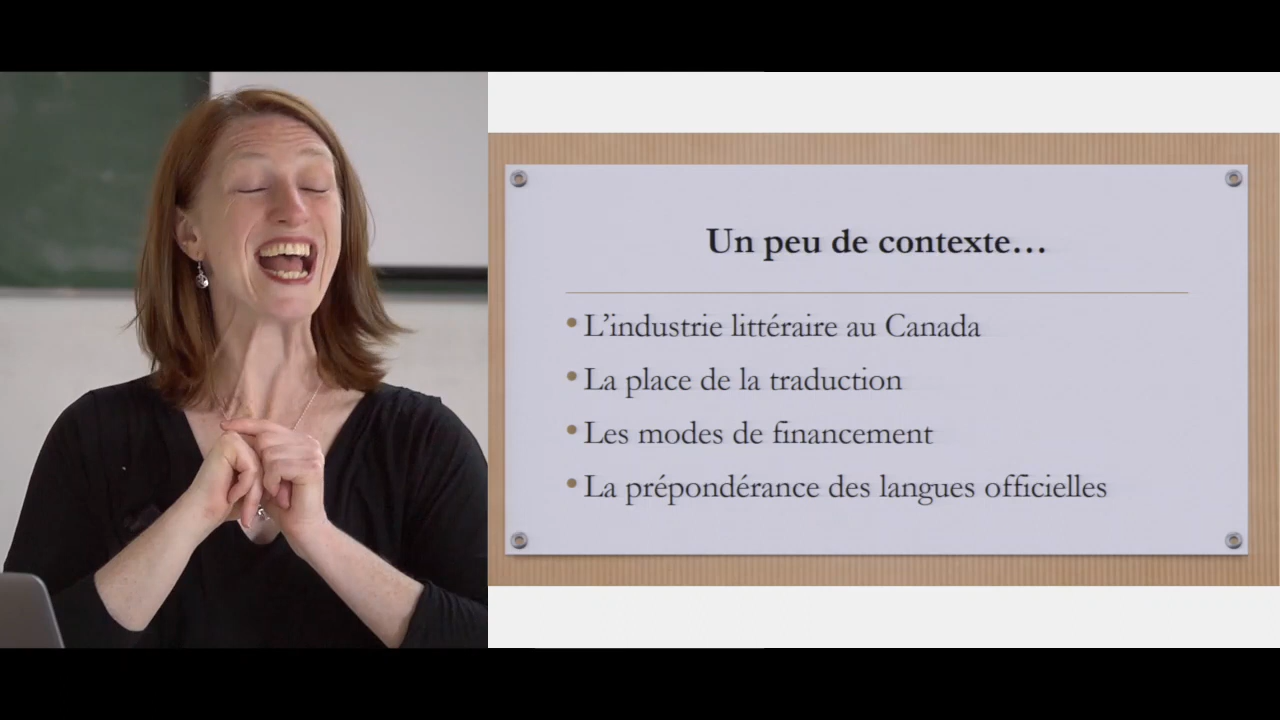 Un peu de contexte…
• L’industrie littéraire au Canada
• La place de la traduction
• Les modes de financement
• La prépondérance des langues officielles